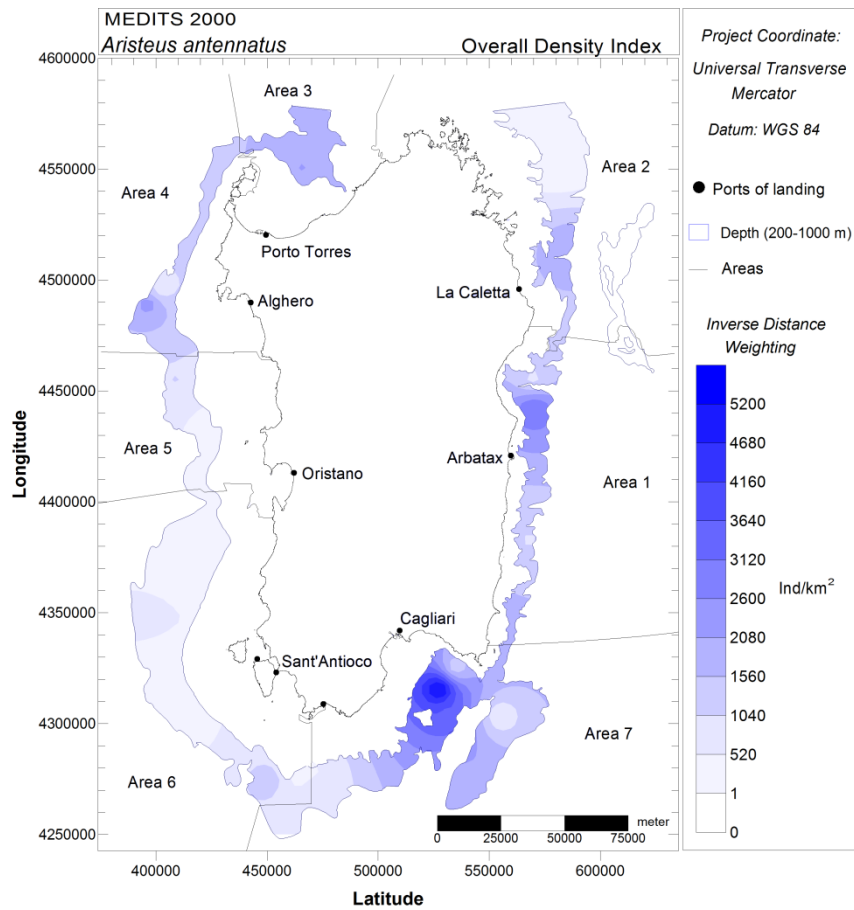 MEDITS 2000
Aristeus antennatus
Overall Density Index
4600000
4550000
4500000
4450000
4400000
4350000
4300000
4250000
Longitude
400000
450000
500000
550000
600000
Latitude
Area 3
Area 4
Area 2
Porto Torres
Alghero
La Caletta
Area 5
Oristano
Arbatax
Area 1
Cagliari
Sant'Antioco
Area 7
Area 6
meter
0
25000
50000
75000
Project Coordinate:
Universal Transverse
Mercator
Datum: WGS 84
Ports of landing
Depth (200-1000 m)
Areas
Inverse Distance
Weighting
5200
4680
4160
3640
3120
2600
2080
1560
1040
520
1
0
Ind/km²